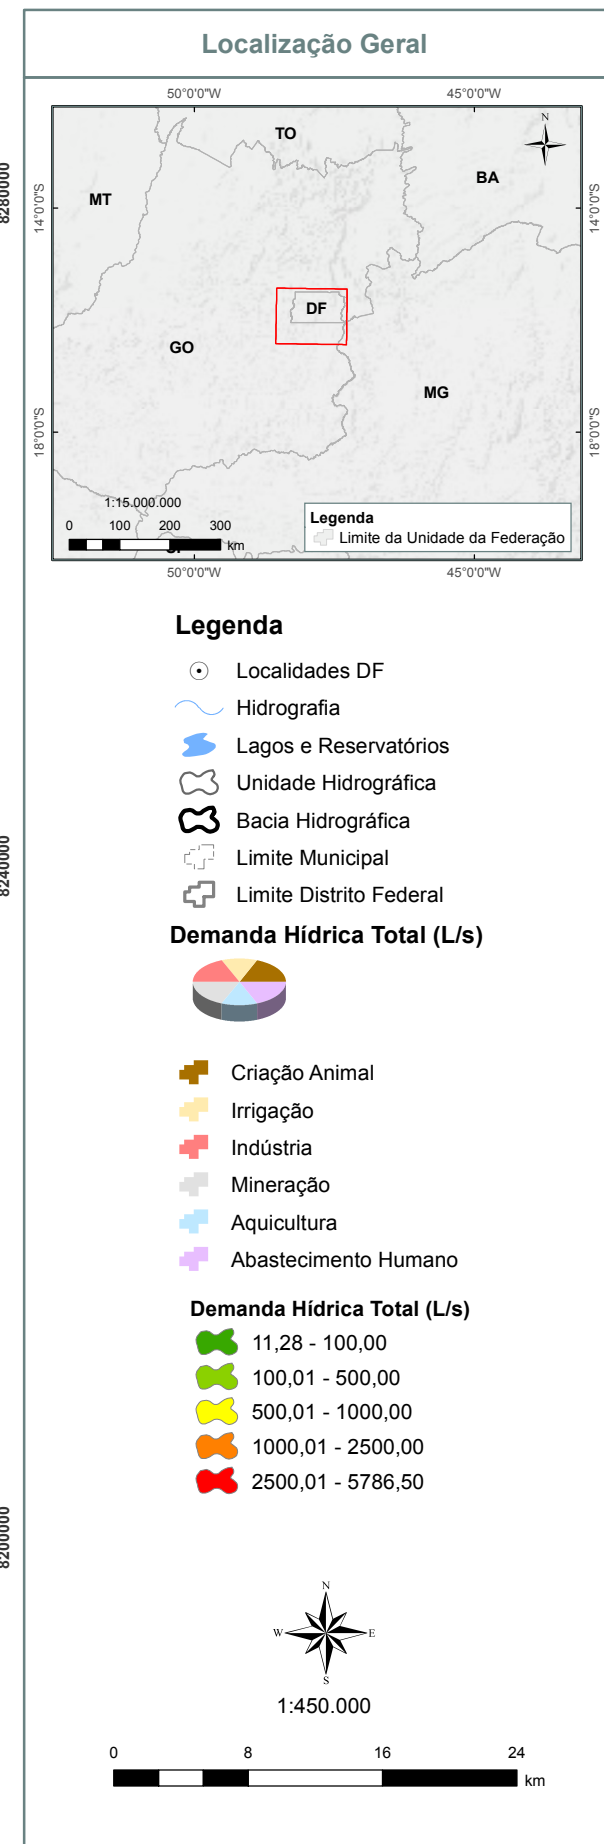 Localização Geral
50°0'0"W
45°0'0"W
TO
N
BA
MT
14°0'0"S
14°0'0"S
8280000
DF
GO
MG
18°0'0"S
18°0'0"S
1:15.000.000
0 100 200 300
km
Legenda
Limite da Unidade da Federação
50°0'0"W
45°0'0"W
Legenda
Localidades DF
Hidrografia
Lagos e Reservatórios
Unidade Hidrográfica
Bacia Hidrográfica
8240000
Limite Municipal
Limite Distrito Federal
Demanda Hídrica Total (L/s)
Criação Animal
Irrigação
Indústria
Mineração
Aquicultura
Abastecimento Humano
Demanda Hídrica Total (L/s)
11,28 - 100,00
100,01 - 500,00
500,01 - 1000,00
1000,01 - 2500,00
2500,01 - 5786,50
8200000
N
W E
S
1:450.000
0 8 16 24
km